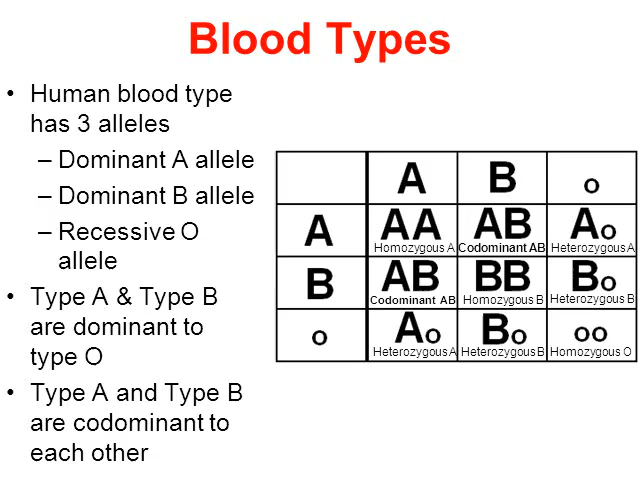 Blood Types
• Human blood type
has 3 alleles
– Dominant A allele
– Dominant B allele
– Recessive O
allele
• Type A & Type B
are dominant to
type O
• Type A and Type B
are codominant to
each other
A B o
A AA AB Ao
Homozygous A Codominant AB Heterozygous A
B AB BB Bo
Codominant AB Homozygous B Heterozygous B
o Ao Bo oo
Heterozygous A Heterozygous B Homozygous O